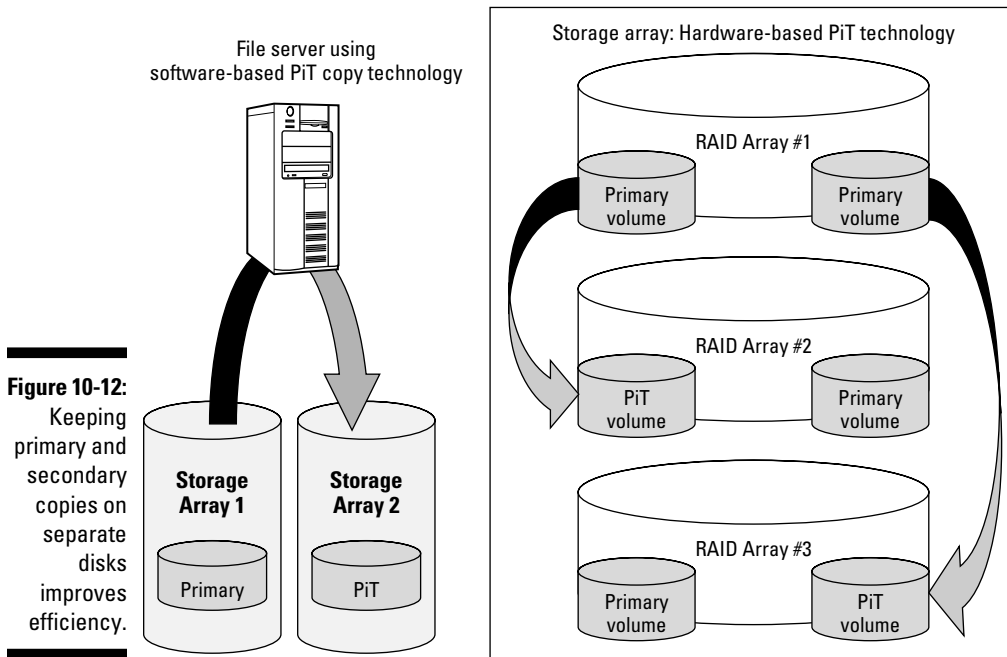 File server using
software-based PiT copy technology
Storage
Array 1
Primary
Storage
Array 2
PiT
Figure 10-12:
Keeping
primary and
secondary
copies on
separate
disks
improves
efficiency.
Storage array: Hardware-based PiT technology
RAID Array #1
Primary
volume
Primary
volume
RAID Array #2
PiT
volume
Primary
volume
RAID Array #3
Primary
volume
PiT
volume